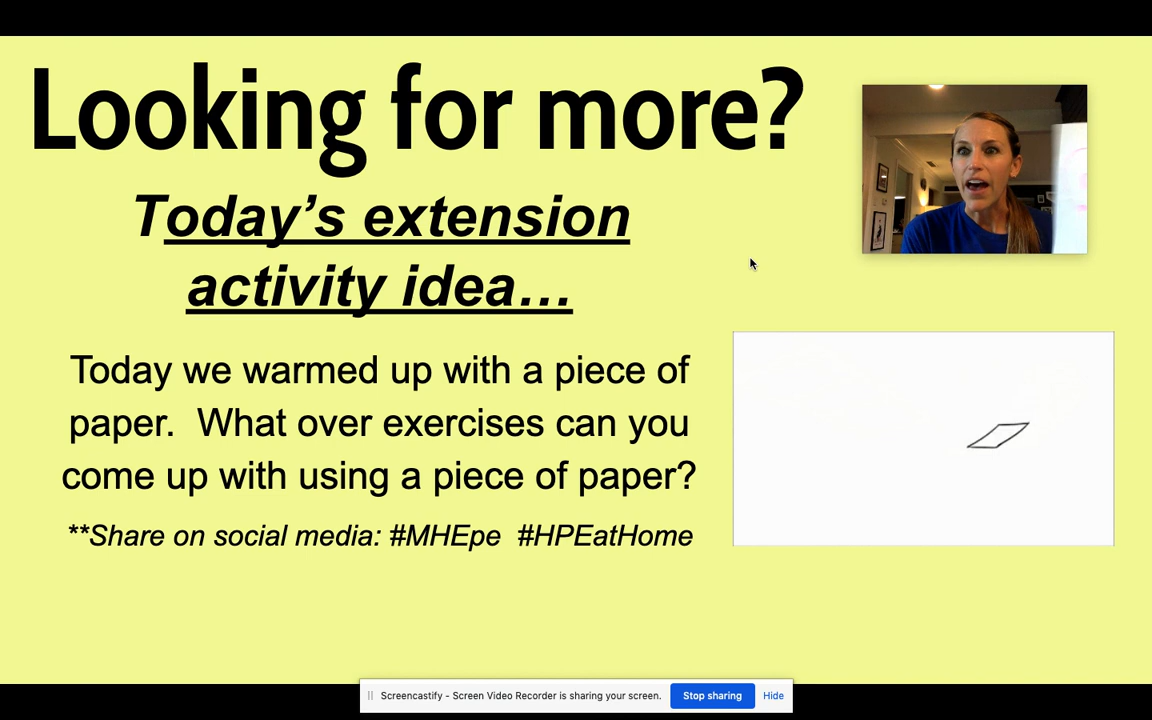 Looking for more?
Today's extension
activity idea…
Today we warmed up with a piece of
paper.  What over exercises can you
come up with using a piece of paper?
**Share on social media: #MHEpe  #HPEatHome
Screencastify - Screen Video Recorder is sharing your screen.
Stop sharing
Hide